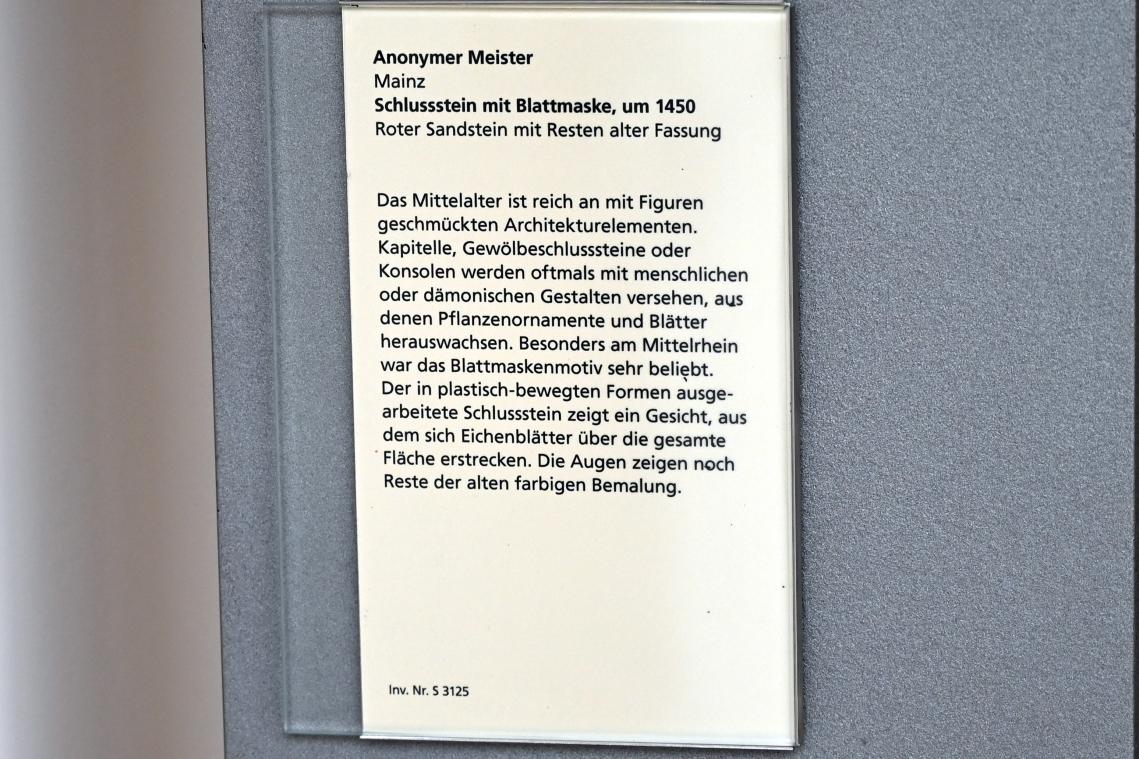 Anonymer Meister
Mainz
Schlussstein mit Blattmaske, um 1450
Roter Sandstein mit Resten alter Fassung
Das Mittelalter ist reich an mit Figuren
geschmückten Architekturelementen.
Kapitelle, Gewölbeschlusssteine oder
Konsolen werden oftmals mit menschlichen
oder dämonischen Gestalten versehen, aus
denen Pflanzenornamente und Blätter
herauswachsen. Besonders am Mittelrhein
war das Blattmaskenmotiv sehr beliebt.
Der in plastisch-bewegten Formen ausge-
arbeitete Schlussstein zeigt ein Gesicht, aus
dem sich Eichenblätter über die gesamte
Fläche erstrecken. Die Augen zeigen noch
Reste der alten farbigen Bemalung.
Inv. Nr. S 3125